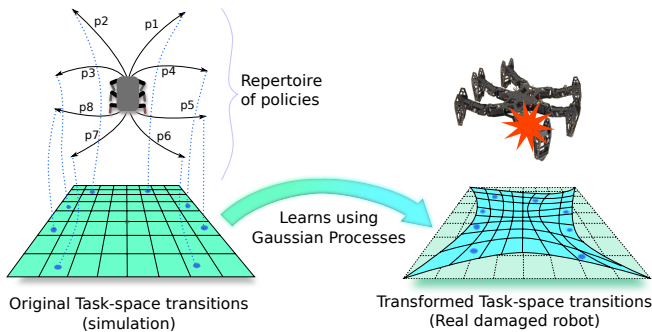 p2
p1
p3
p4
p8
p5
p7
p6
Repertoire
of policies
Learns using
Gaussian Processes
Original Task-space transitions
(simulation)
Transformed Task-space transitions
(Real damaged robot)